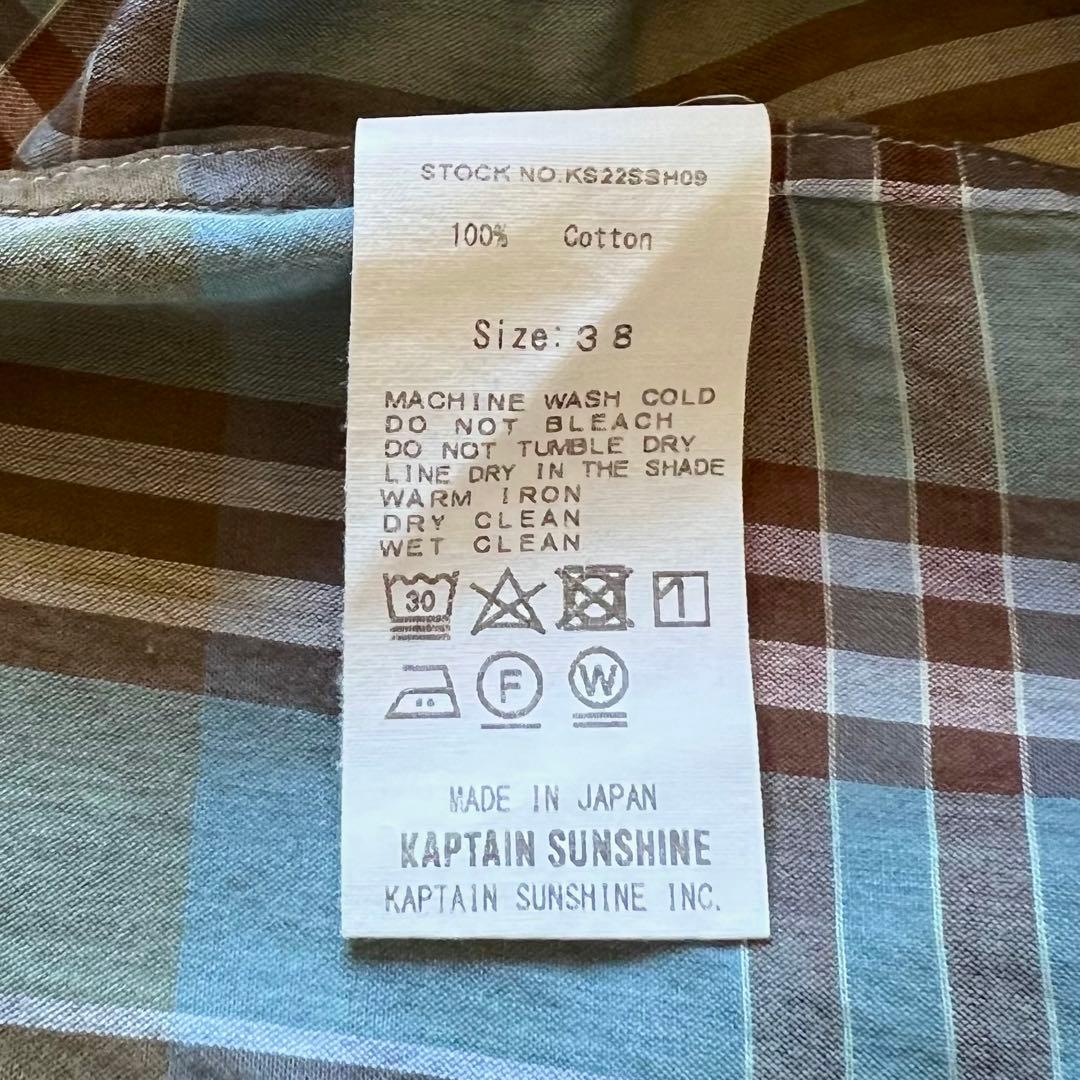 STOCK NO.KS22SSH09
100% Cotton
Size: 38
MACHINE WASH COLD
DO NOT BLEACH
DO NOT TUMBLE DRY
LINE DRY IN THE SHADE
WARM IRON
DRY CLEAN
WET CLEAN
30
F W
MADE IN JAPAN
KAPTAIN SUNSHINE
KAPTAIN SUNSHINE INC.